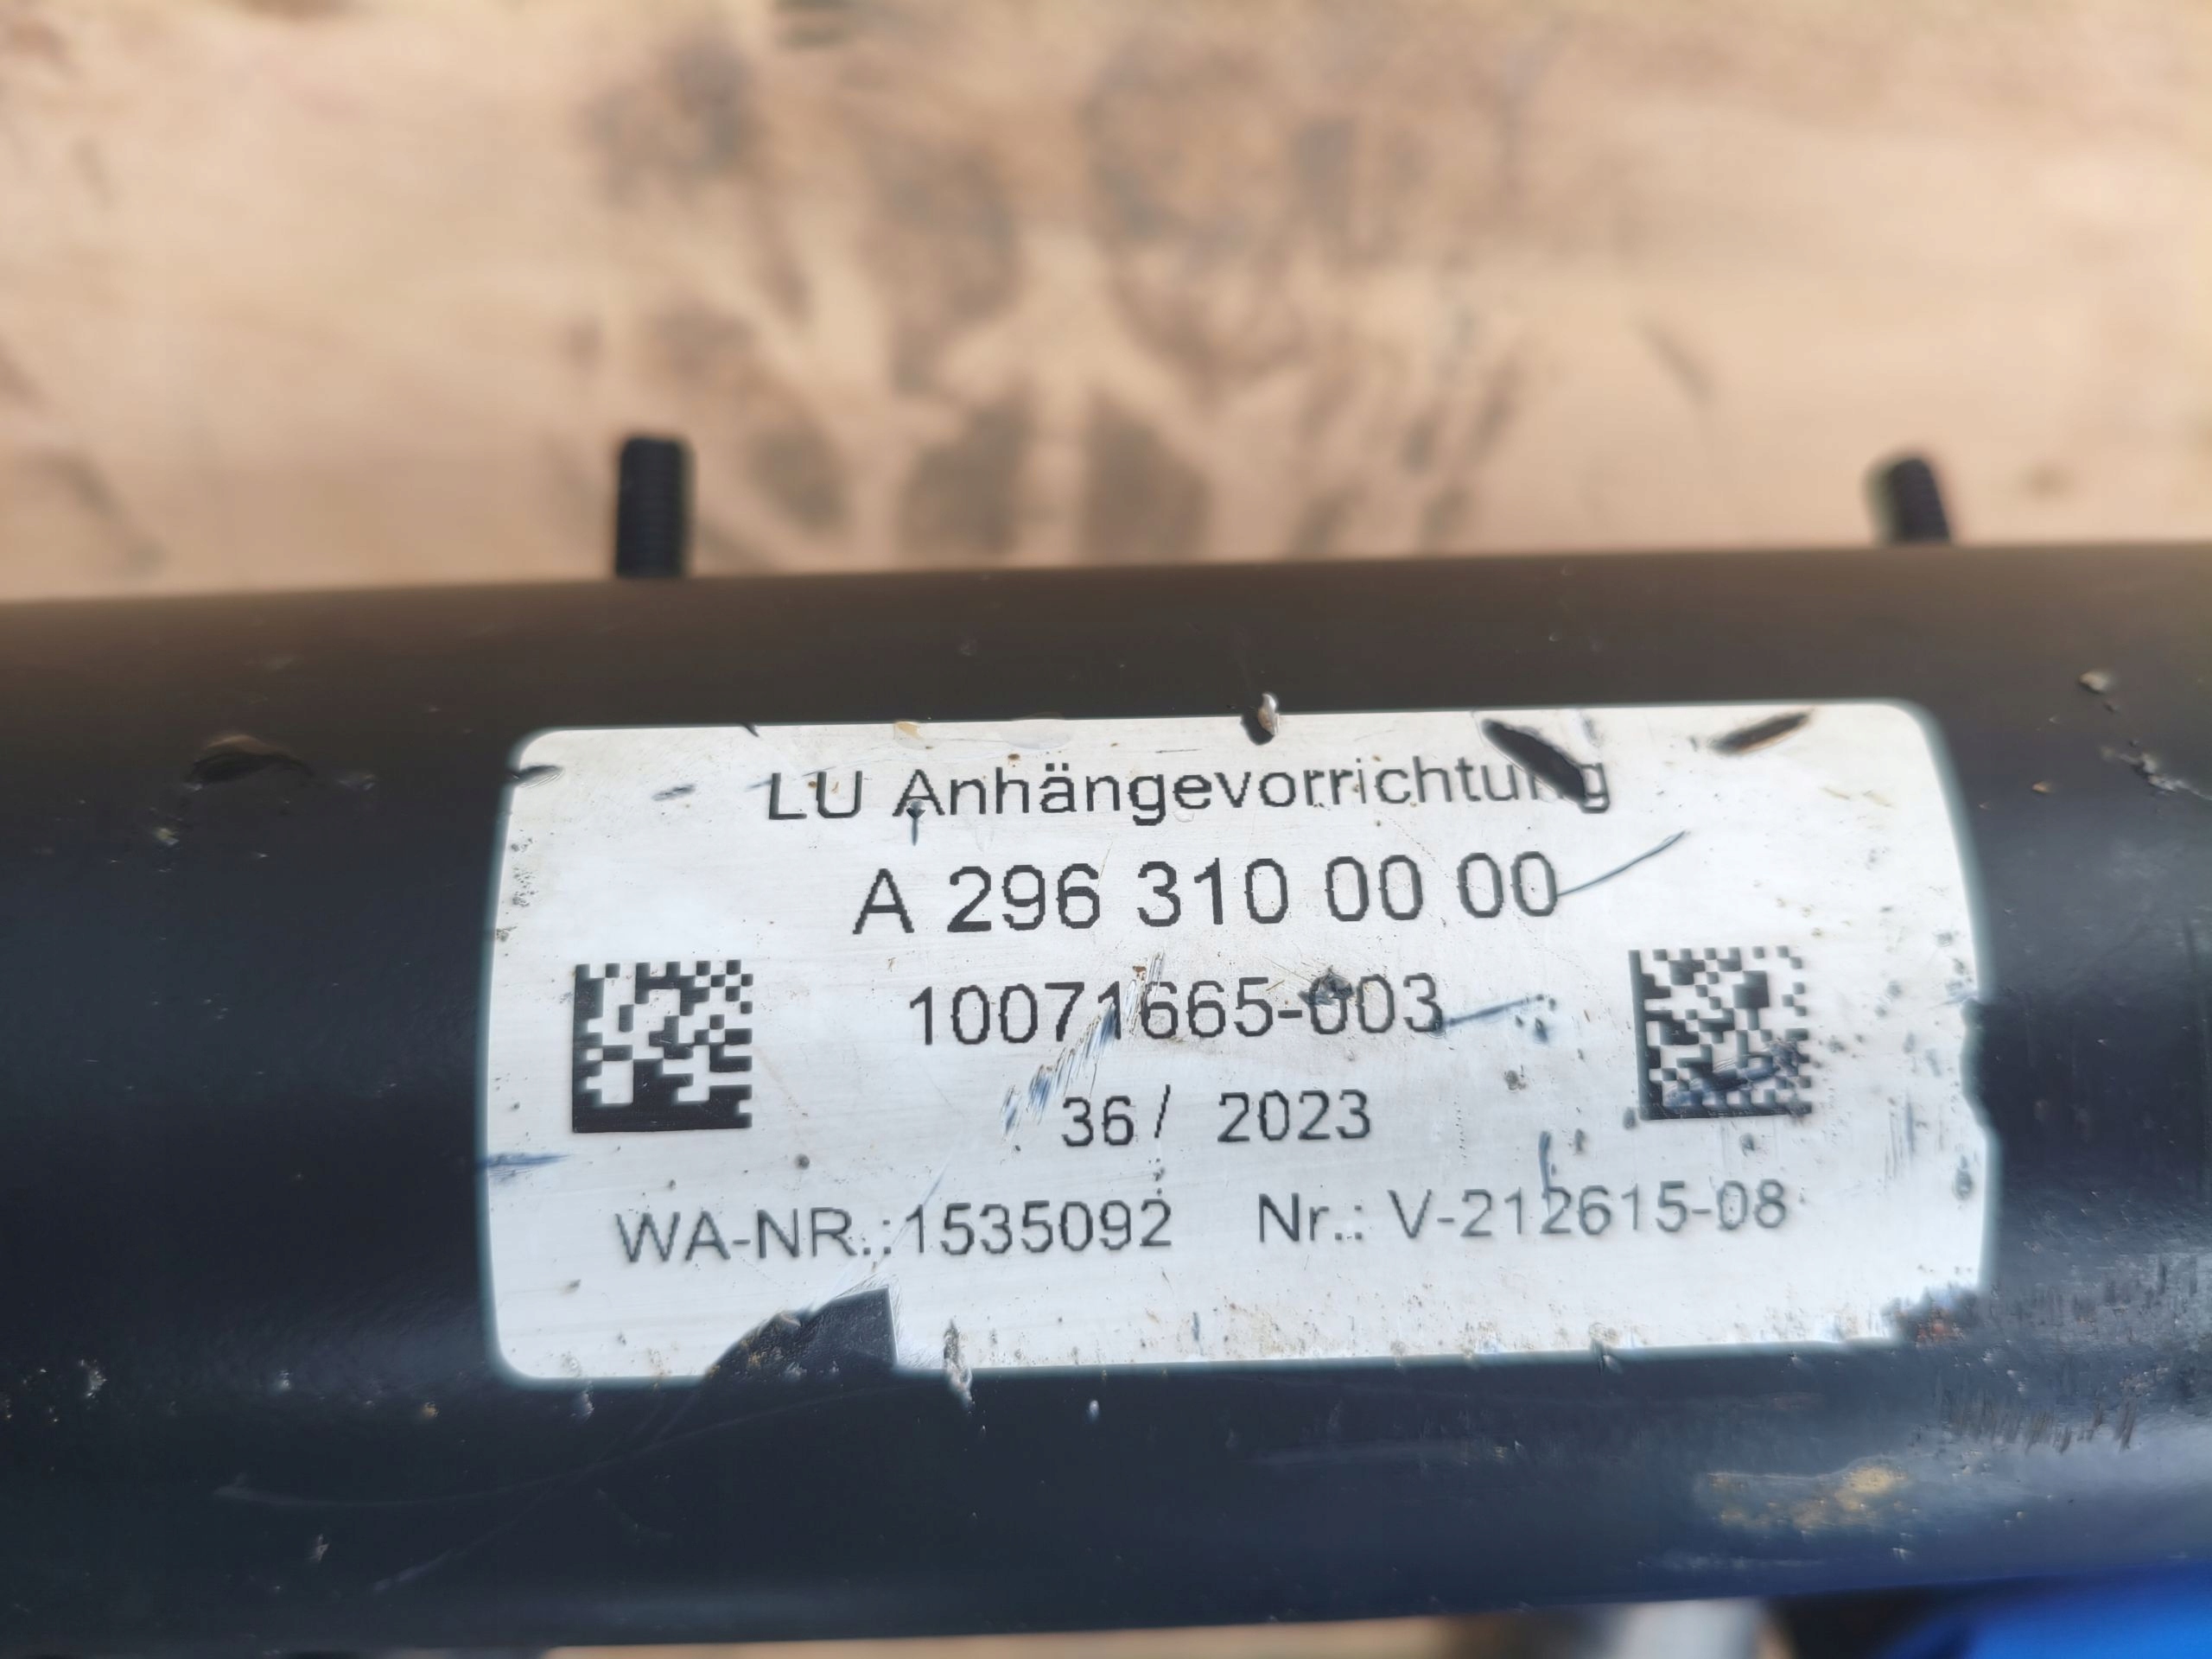 LU Anhängevorrichtung
A 296 310 00 00
10071665-003
36/ 2023
WA-NR.:1535092 Nr.: V-212615-08